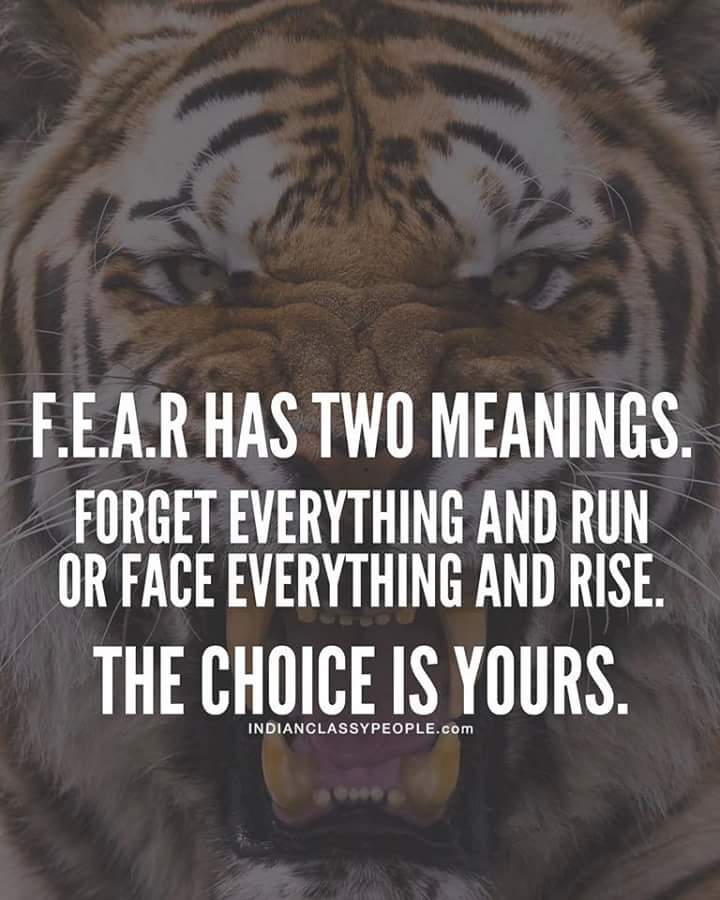 F.E.A.R HAS TWO MEANINGS.
FORGET EVERYTHING AND RUN
OR FACE EVERYTHING AND RISE.
THE CHOICE IS YOURS.
INDIANCLASSYPEOPLE.com